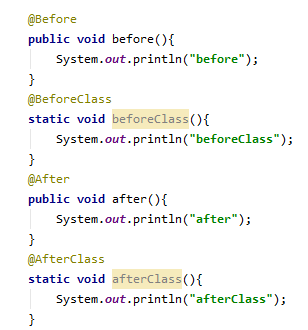 @Before
public void before(){
    System.out.println("before");
}
@BeforeClass
static void beforeClass(){
    System.out.println("beforeClass");
}
@After
public void after(){
    System.out.println("after");
}
@AfterClass
static void afterClass(){
    System.out.println("afterClass");
}